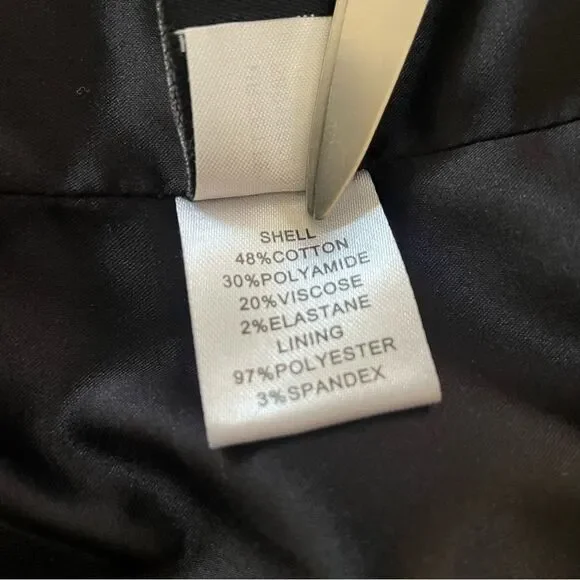 SHELL
48%COTTON
30%POLYAMIDE
20%VISCOSE
2%ELASTANE
LINING
97%POLYESTER
3%SPANDEX